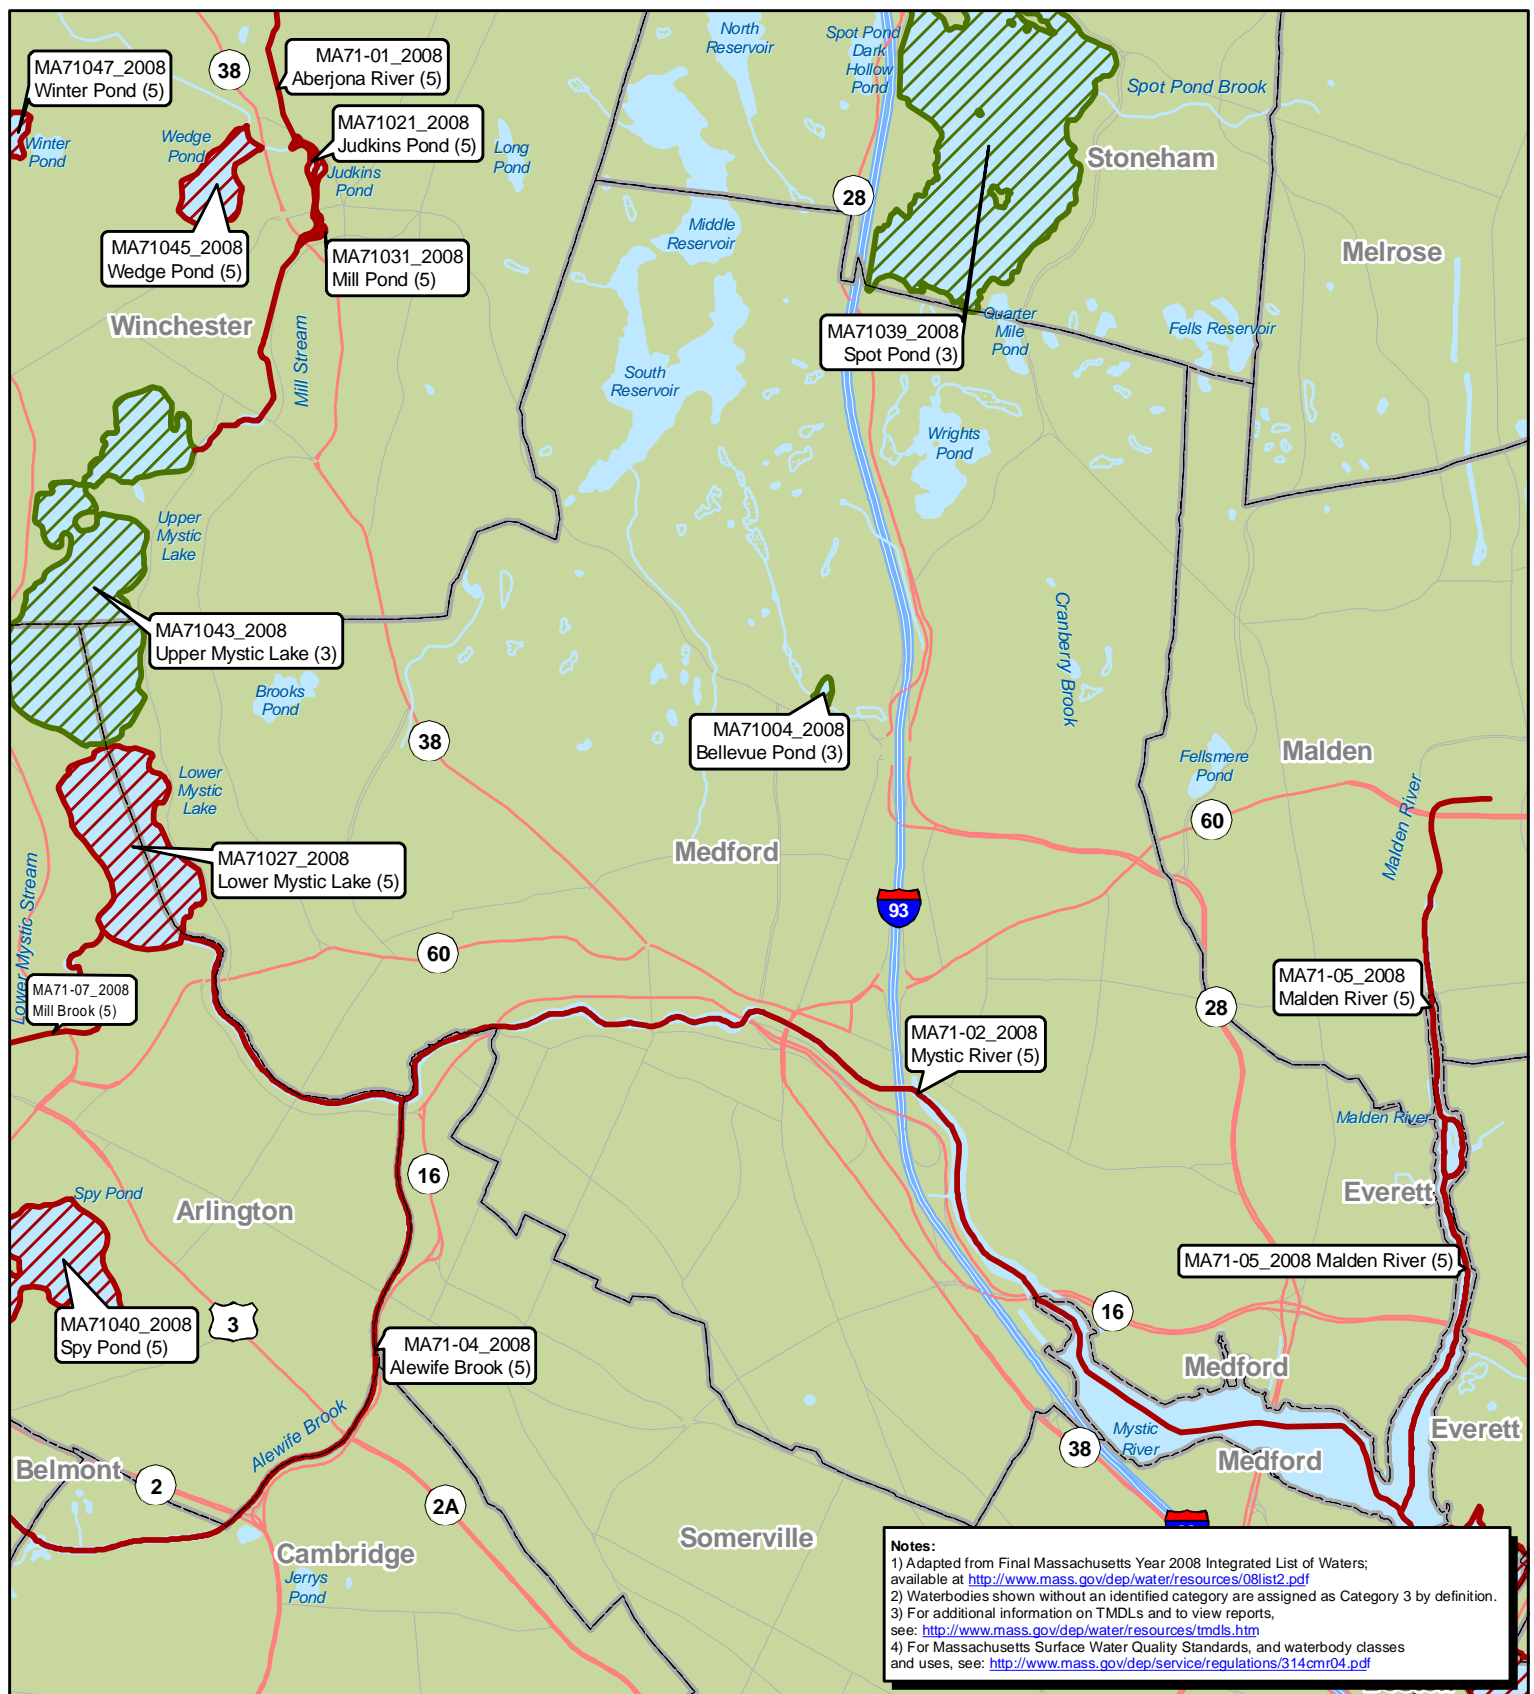 North
Reservoir
Spot Pond
Dark
Hollow
Pond
MA71047_2008
Winter Pond (5)
38
MA71-01_2008
Aberjona River (5)
Spot Pond Brook
MA71021_2008
Judkins Pond (5)
Winter
Pond
Wedge
Pond
Judkins
Pond
Long
Pond
Stoneham
28
MA71045_2008
Wedge Pond (5)
MA71031_2008
Mill Pond (5)
Middle
Reservoir
Melrose
Winchester
Mill Stream
MA71039_2008
Spot Pond (3)
Quarter
Mile
Pond
Fells Reservoir
South
Reservoir
Wrights
Pond
Upper
Mystic
Lake
MA71043_2008
Upper Mystic Lake (3)
Cranberry Brook
Brooks
Pond
38
MA71004_2008
Bellevue Pond (3)
Fellsmere
Pond
Malden
Lower
Mystic
Lake
60
Malden River
Medford
MA71027_2008
Lower Mystic Lake (5)
Lower Mystic Stream
93
60
MA71-07_2008
Mill Brook (5)
MA71-05_2008
Malden River (5)
28
MA71-02_2008
Mystic River (5)
Malden River
16
Spy Pond
Arlington
Everett
MA71-05_2008 Malden River (5)
MA71040_2008
Spy Pond (5)
3
16
MA71-04_2008
Alewife Brook (5)
Medford
Alewife Brook
Mystic
River
38
Everett
Medford
Belmont
2
2A
Cambridge
Somerville
Jerrys
Pond
Notes:
1) Adapted from Final Massachusetts Year 2008 Integrated List of Waters;
available at http://www.mass.gov/dep/water/resources/08list2.pdf
2) Waterbodies shown without an identified category are assigned as Category 3 by definition.
3) For additional information on TMDLs and to view reports,
see: http://www.mass.gov/dep/water/resources/tmdls.htm
4) For Massachusetts Surface Water Quality Standards, and waterbody classes
and uses, see: http://www.mass.gov/dep/service/regulations/314cmr04.pdf